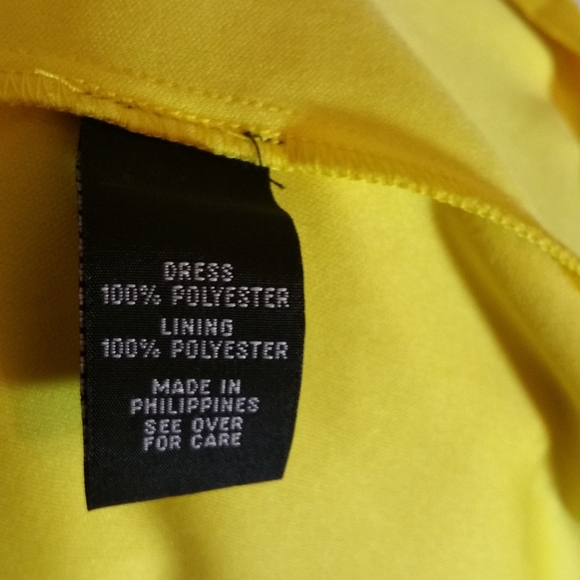 DRESS
100% POLYESTER
LINING
100% POLYESTER
MADE IN
PHILIPPINES
SEE OVER
FOR CARE